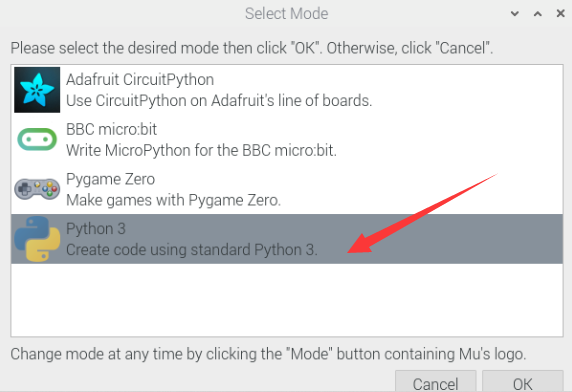 Select Mode
Please select the desired mode then click "OK". Otherwise, click "Cancel".
Adafruit CircuitPython
Use CircuitPython on Adafruit's line of boards.
BBC micro:bit
Write MicroPython for the BBC micro:bit.
Pygame Zero
Make games with Pygame Zero.
Python 3
Create code using standard Python 3.
Change mode at any time by clicking the "Mode" button containing Mu's logo.
Cancel OK